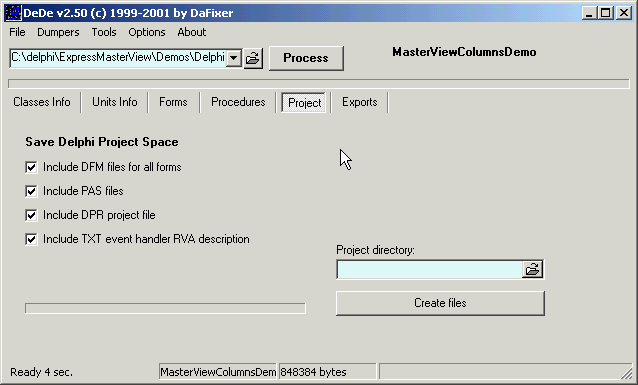 DeDe v2.50 (c) 1999-2001 by DaFixer
File Dumpers Tools Options About
C:\delphi\ExpressMasterView\Demos\Delphi Process MasterViewColumnsDemo
Classes Info Units Info Forms Procedures Project Exports
Save Delphi Project Space
Include DFM files for all forms
Include PAS files
Include DPR project file
Include TXT event handler RVA description
Project directory:
Create files
Ready 4 sec. MasterViewColumnsDem 848384 bytes